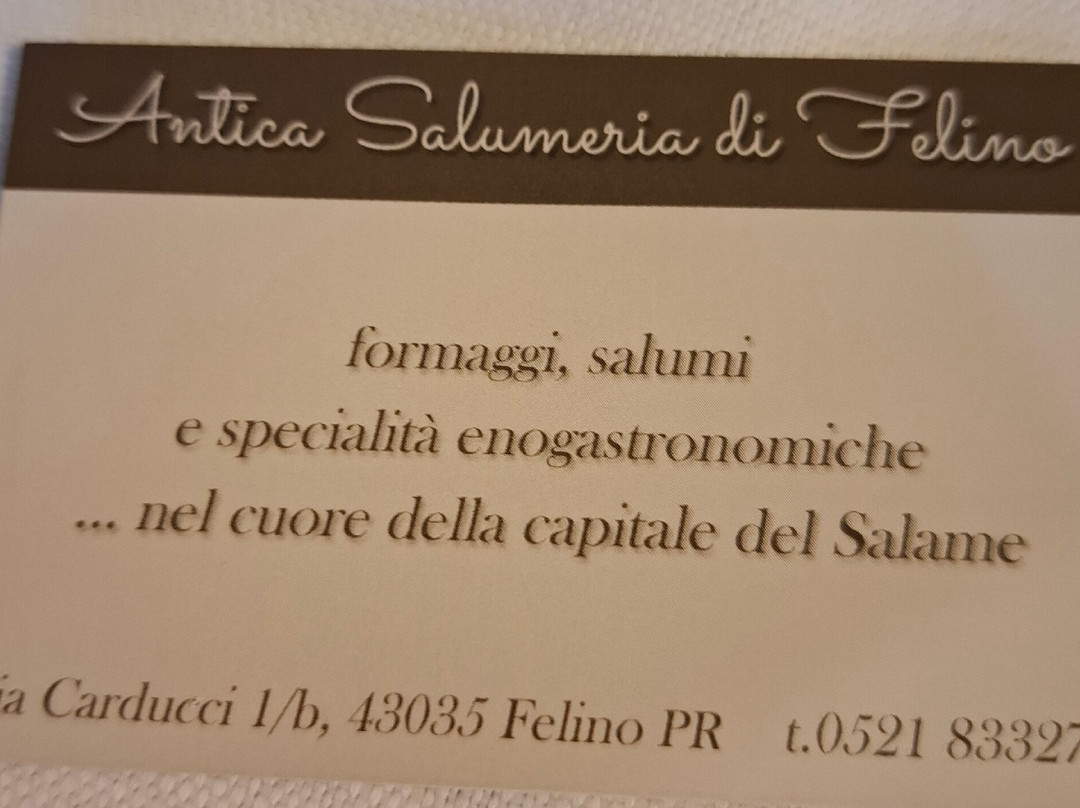 Antica Salumeria di Felino
formaggi, salumi
e specialità enogastronomiche
... nel cuore della capitale del Salame
ia Carducci 1/b, 43035 Felino PR t.0521 83327